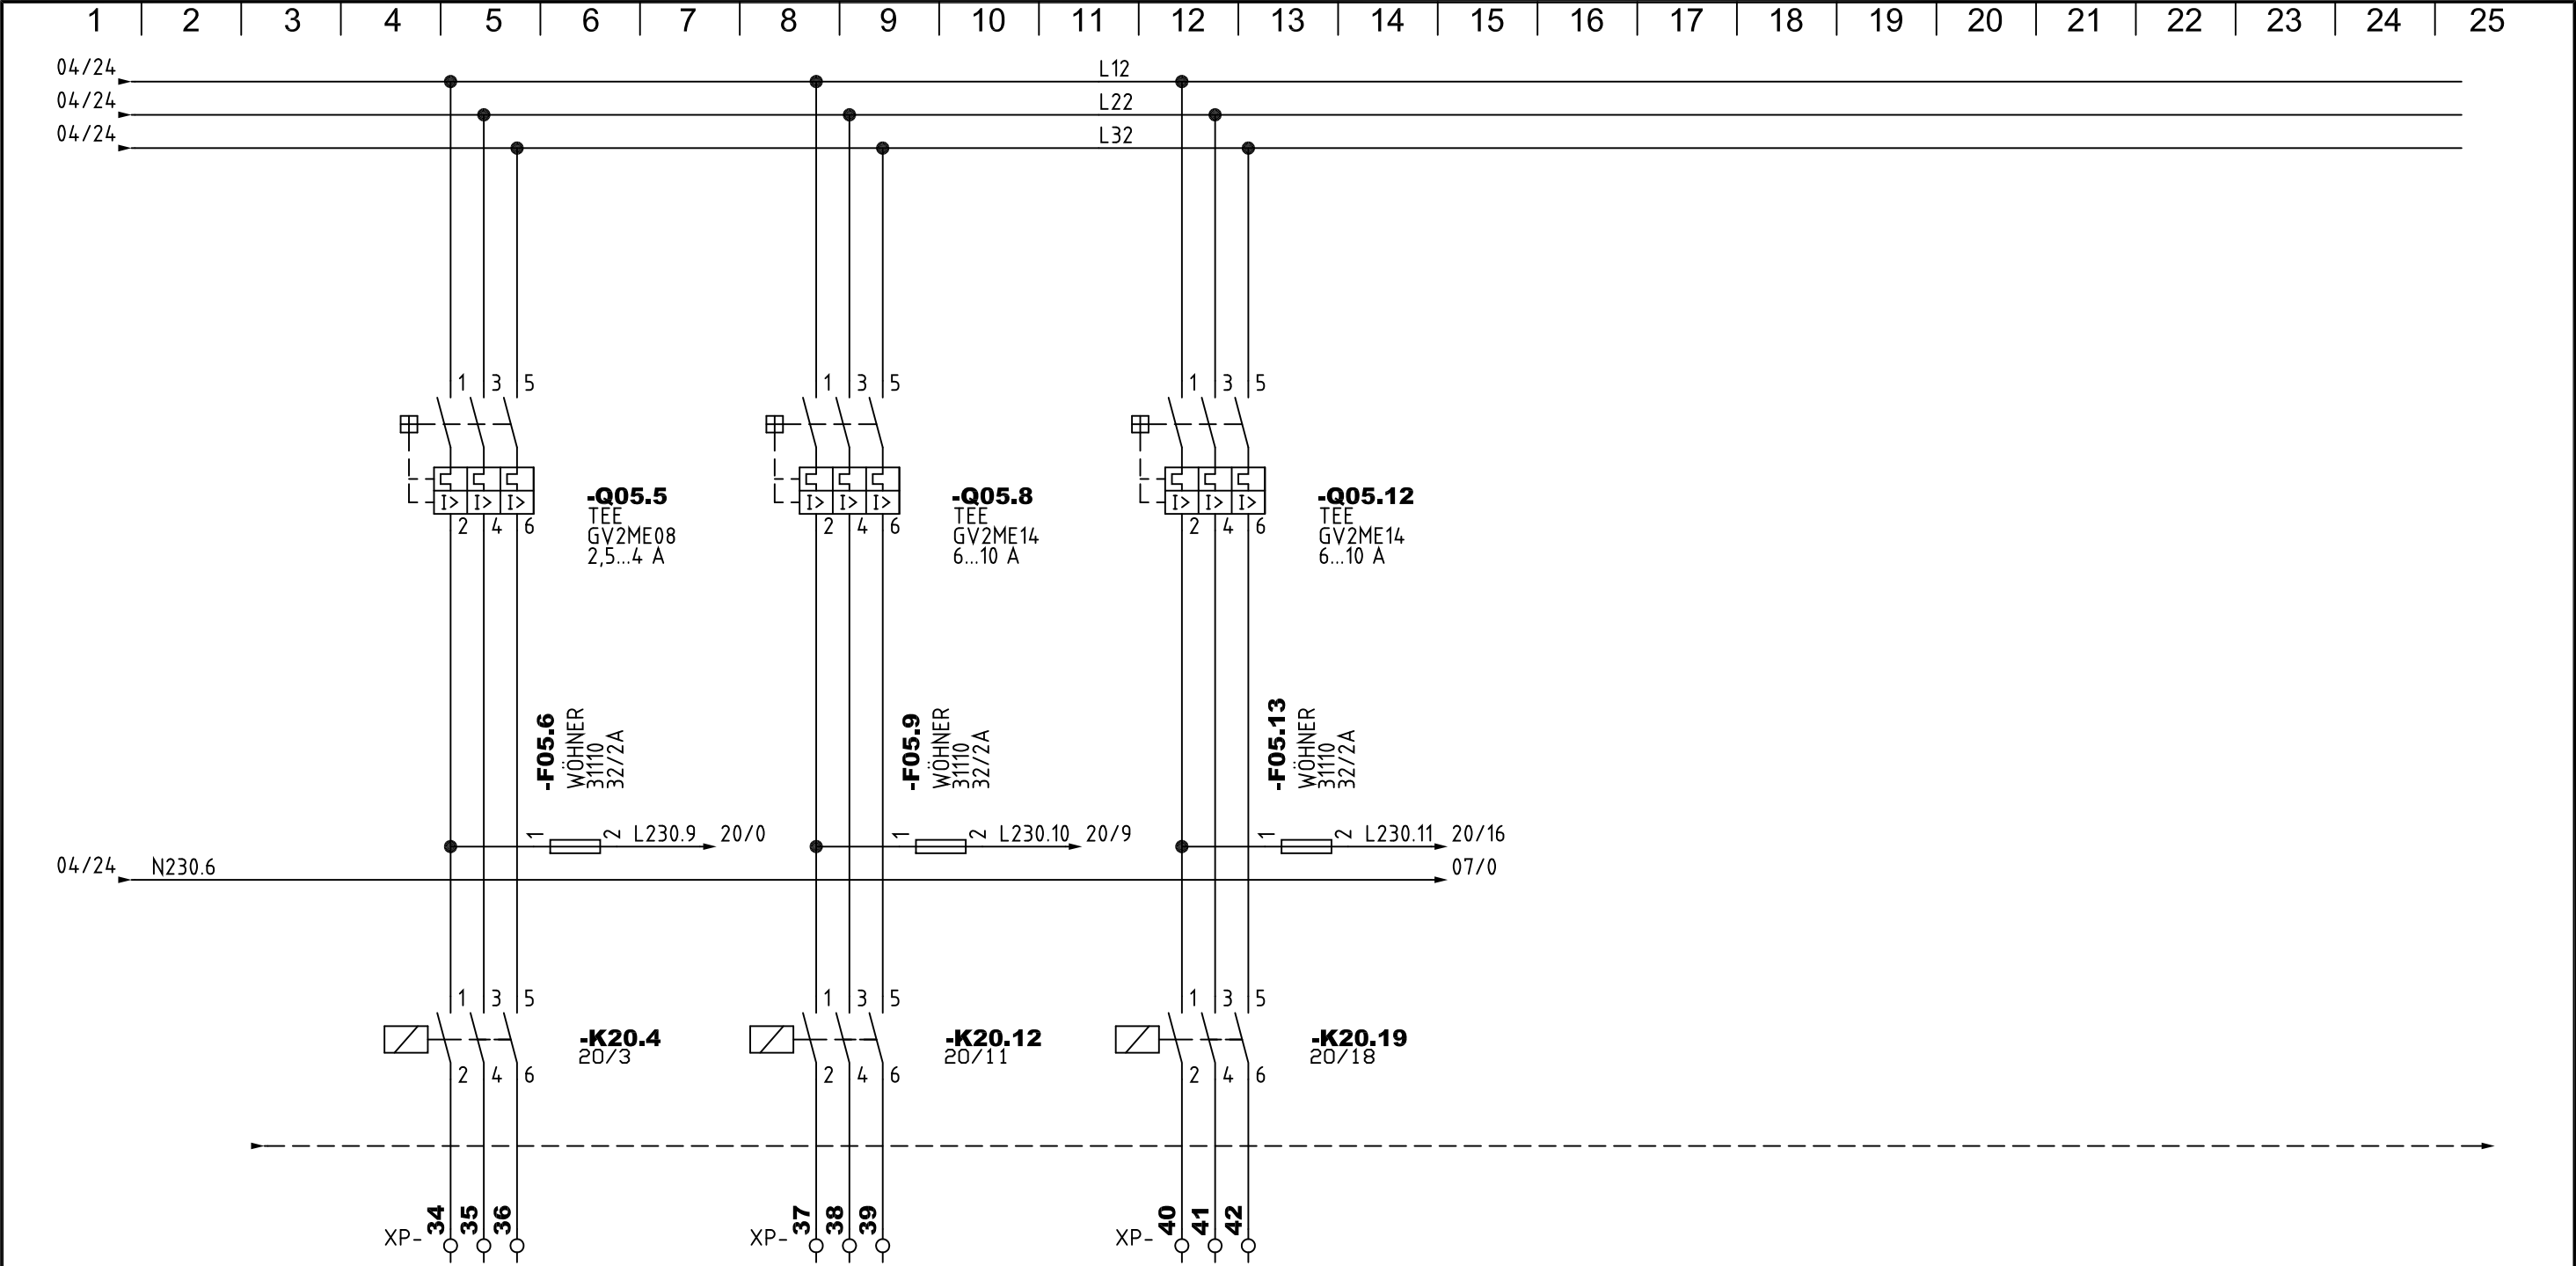 1 2 3 4 5 6 7 8 9 10 11 12 13 14 15 16 17 18 19 20 21 22 23 24 25
04/24 L12
04/24 L22
04/24 L32
1 3 5 1 3 5 1 3 5
I> I> I> I> I> I> I> I> I>
2 4 6 2 4 6 2 4 6
-Q05.5
TEE
GV2ME08
2,5...4 A
-Q05.8
TEE
GV2ME14
6...10 A
-Q05.12
TEE
GV2ME14
6...10 A
-F05.6
WÖHNER
31110
32/2A
-F05.9
WÖHNER
31110
32/2A
-F05.13
WÖHNER
31110
32/2A
1 2 L230.9 20/0 1 2 L230.10 20/9 1 2 L230.11 20/16
04/24 N230.6 07/0
1 3 5 1 3 5 1 3 5
-K20.4
20/3
-K20.12
20/11
-K20.19
20/18
2 4 6 2 4 6 2 4 6
XP- 34 35 36 XP- 37 38 39 XP- 40 41 42